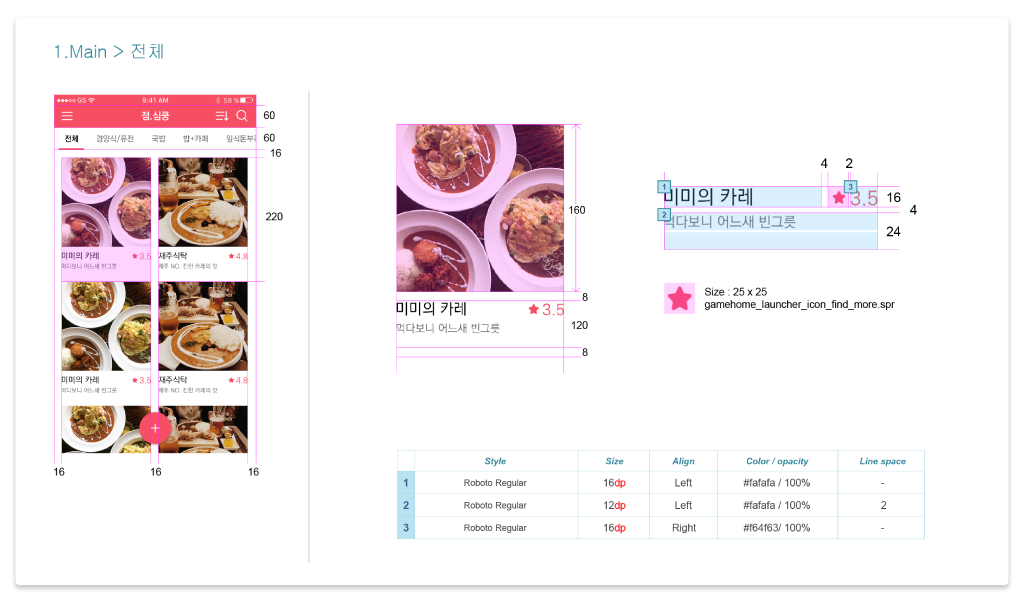 1.Main > 전체
GS 9:41 AM 58 %
점.심쿵
60
전체 경양식/퓨전 국밥 밥+카페 일식돈부리
60
16
220
미미의 카레 3.5
먹다보니 어느새 빈그릇
재주식탁 4.8
제주 NO. 진한 카레의 맛
미미의 카레 3.5
먹다보니 어느새 빈그릇
재주식탁 4.8
제주 NO. 진한 카레의 맛
+
16 16 16
160
8
미미의 카레 3.5
먹다보니 어느새 빈그릇
120
8
4 2
1 3
미미의 카레 3.5 16
4
2
먹다보니 어느새 빈그릇
24
Size : 25 x 25
gamehome_launcher_icon_find_more.spr
Style Size Align Color / opacity Line space
1 Roboto Regular 16dp Left #fafafa / 100% -
2 Roboto Regular 12dp Left #fafafa / 100% 2
3 Roboto Regular 16dp Right #f64f63/ 100% -